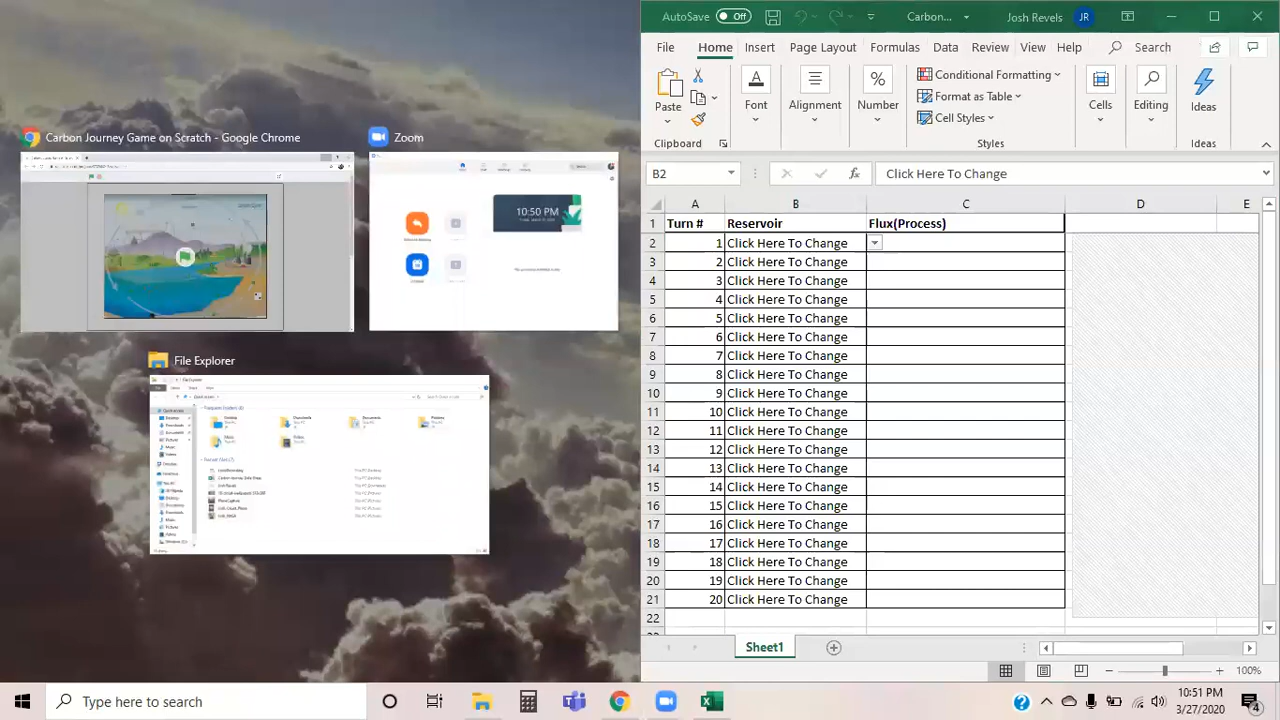 Carbon Journey Game on Scratch - Google Chrome
Zoom
10:50 PM
File Explorer
AutoSave Off Carbon... Josh Revels JR
File Home Insert Page Layout Formulas Data Review View Help Search
Paste Font Alignment Number Conditional Formatting Format as Table Cell Styles Cells Editing Ideas
Clipboard Styles Ideas
B2 fx Click Here To Change
A B C D E
1 Turn # Reservoir Flux(Process)
2 1 Click Here To Change
3 2 Click Here To Change
4 3 Click Here To Change
5 4 Click Here To Change
6 5 Click Here To Change
7 6 Click Here To Change
8 7 Click Here To Change
9 8 Click Here To Change
10 9 Click Here To Change
11 10 Click Here To Change
12 11 Click Here To Change
13 12 Click Here To Change
14 13 Click Here To Change
15 14 Click Here To Change
16 15 Click Here To Change
17 16 Click Here To Change
18 17 Click Here To Change
19 18 Click Here To Change
20 19 Click Here To Change
21 20 Click Here To Change
22
Sheet1
100%
Type here to search
10:51 PM
3/27/2020
4